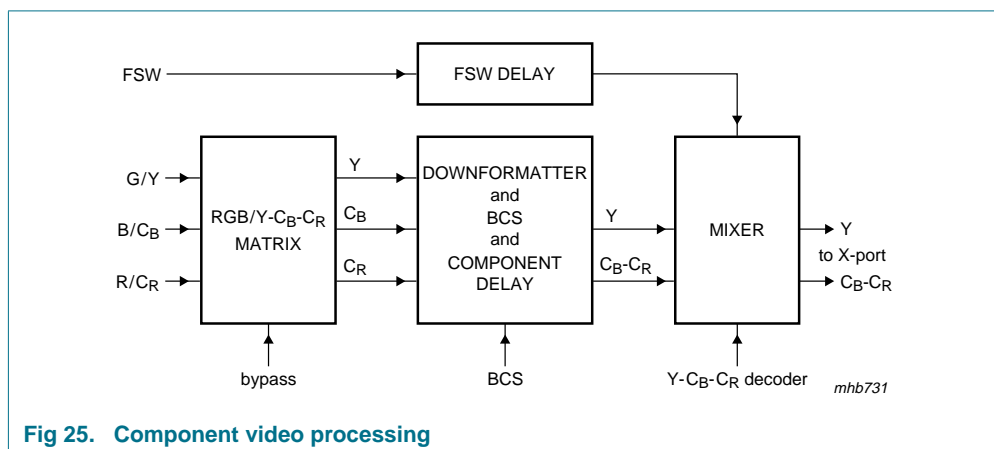 FSW
FSW DELAY
G/Y
B/CB
R/CR
RGB/Y-CB-CR
MATRIX
Y
CB
CR
DOWNFORMATTER
and
BCS
and
COMPONENT
DELAY
Y
CB-CR
MIXER
Y
to X-port
CB-CR
bypass
BCS
Y-CB-CR decoder
mhb731
Fig 25. Component video processing